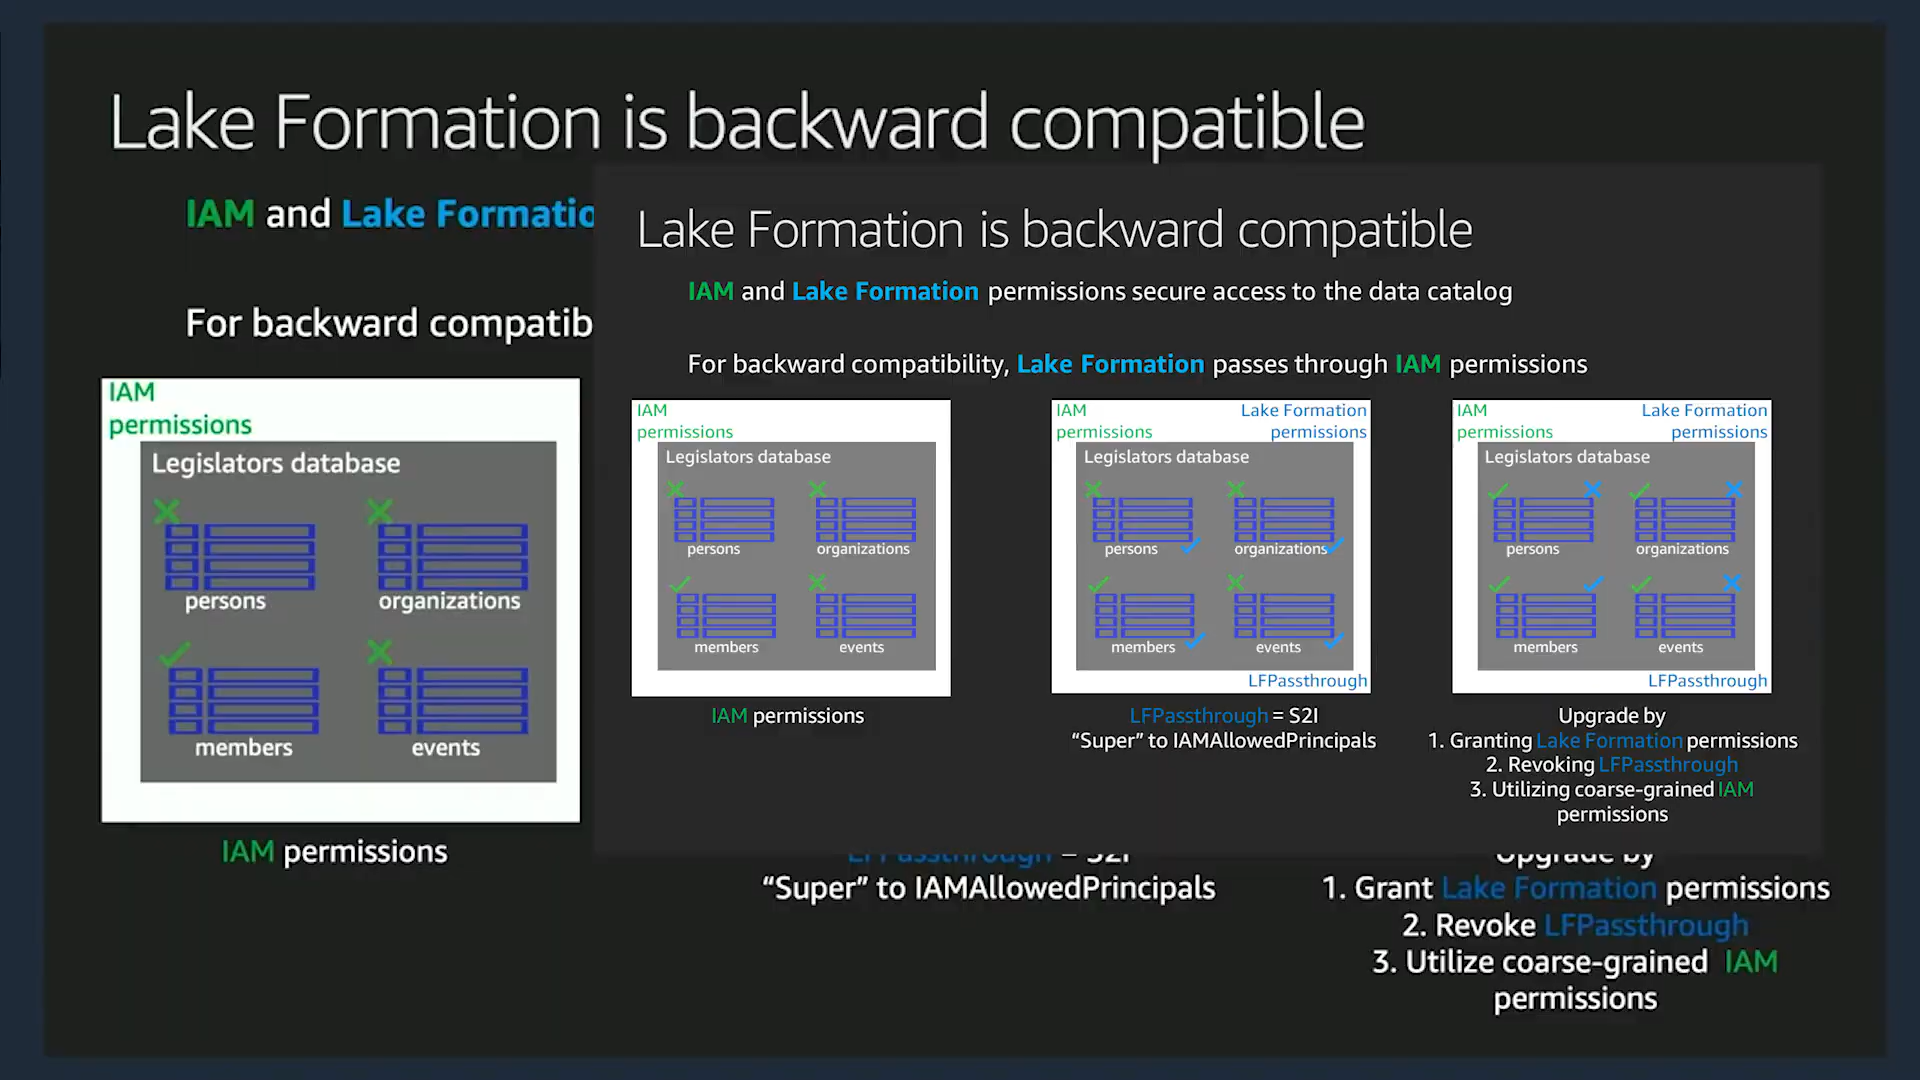 Lake Formation is backward compatible
IAM and Lake Formatio
For backward compatib
IAM
permissions
Legislators database
persons
organizations
members
events
IAM permissions
LFPassthrough = S2I
“Super” to IAMAllowedPrincipals
Upgrade by
1. Grant Lake Formation permissions
2. Revoke LFPassthrough
3. Utilize coarse-grained IAM
permissions
Lake Formation is backward compatible
IAM and Lake Formation permissions secure access to the data catalog
For backward compatibility, Lake Formation passes through IAM permissions
IAM
permissions
Legislators database
persons
organizations
members
events
IAM permissions
IAM
permissions
Lake Formation
permissions
Legislators database
persons
organizations
members
events
LFPassthrough
LFPassthrough = S2I
“Super” to IAMAllowedPrincipals
IAM
permissions
Lake Formation
permissions
Legislators database
persons
organizations
members
events
LFPassthrough
Upgrade by
1. Granting Lake Formation permissions
2. Revoking LFPassthrough
3. Utilizing coarse-grained IAM
permissions